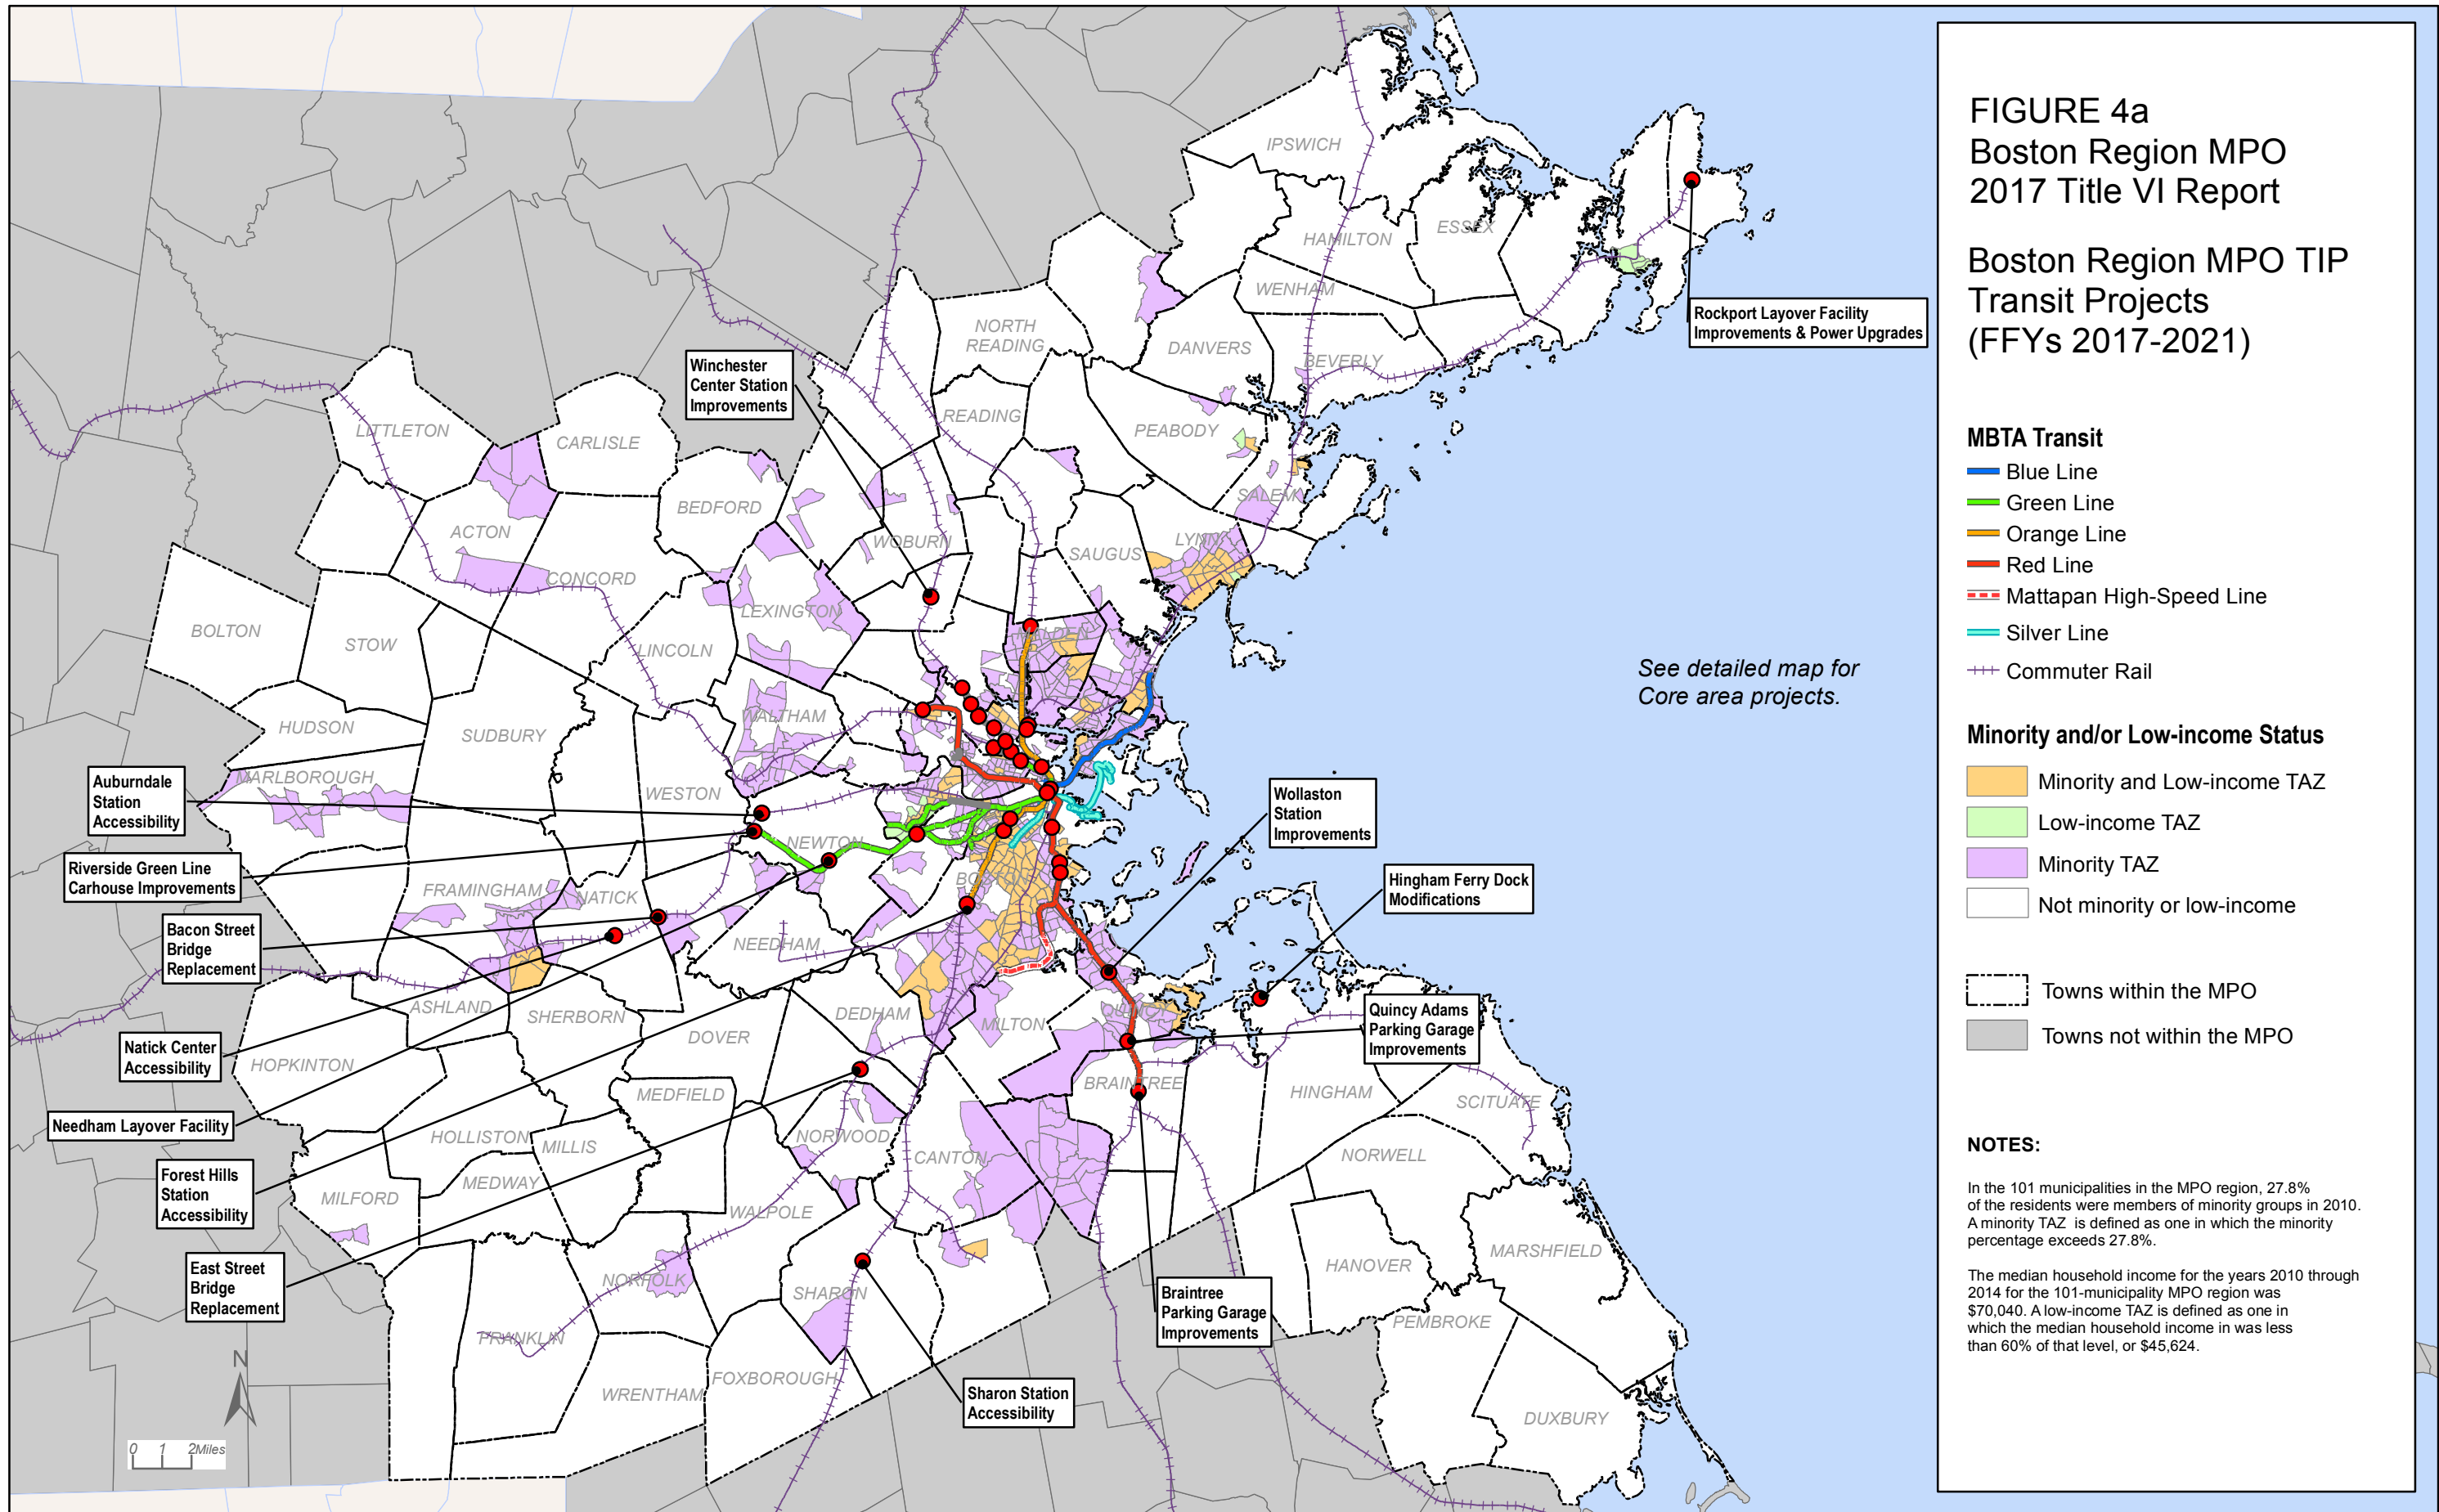 FIGURE 4a
Boston Region MPO
2017 Title VI Report
Boston Region MPO TIP
Transit Projects
(FFYs 2017-2021)
MBTA Transit
Blue Line
Green Line
Orange Line
Red Line
Mattapan High-Speed Line
Silver Line
Commuter Rail
Minority and/or Low-income Status
Minority and Low-income TAZ
Low-income TAZ
Minority TAZ
Not minority or low-income
Towns within the MPO
Towns not within the MPO
NOTES:
In the 101 municipalities in the MPO region, 27.8%
of the residents were members of minority groups in 2010.
A minority TAZ is defined as one in which the minority
percentage exceeds 27.8%.
The median household income for the years 2010 through
2014 for the 101-municipality MPO region was
$70,040. A low-income TAZ is defined as one in
which the median household income in was less
than 60% of that level, or $45,624.
See detailed map for
Core area projects.
Rockport Layover Facility
Improvements & Power Upgrades
Winchester
Center Station
Improvements
Auburndale
Station
Accessibility
Riverside Green Line
Carhouse Improvements
Bacon Street
Bridge
Replacement
Natick Center
Accessibility
Needham Layover Facility
Forest Hills
Station
Accessibility
East Street
Bridge
Replacement
Wollaston
Station
Improvements
Hingham Ferry Dock
Modifications
Quincy Adams
Parking Garage
Improvements
Braintree
Parking Garage
Improvements
Sharon Station
Accessibility
IPSWICH
HAMILTON
ESSEX
WENHAM
NORTH
READING
DANVERS
BEVERLY
READING
PEABODY
LITTLETON
CARLISLE
BEDFORD
SALEM
ACTON
WOBURN
LYNN
SAUGUS
CONCORD
LEXINGTON
BOLTON
STOW
LINCOLN
MALDEN
HUDSON
SUDBURY
WALTHAM
MARLBOROUGH
WESTON
NEWTON
FRAMINGHAM
NATICK
BOSTON
NEEDHAM
ASHLAND
SHERBORN
DEDHAM
MILTON
QUINCY
DOVER
HOPKINTON
MEDFIELD
BRAINTREE
HINGHAM
SCITUATE
HOLLISTON
MILLIS
NORWOOD
CANTON
NORWELL
MILFORD
MEDWAY
WALPOLE
HANOVER
MARSHFIELD
NORFOLK
SHARON
FRANKLIN
PEMBROKE
WRENTHAM
FOXBOROUGH
DUXBURY
N
0 1 2 Miles